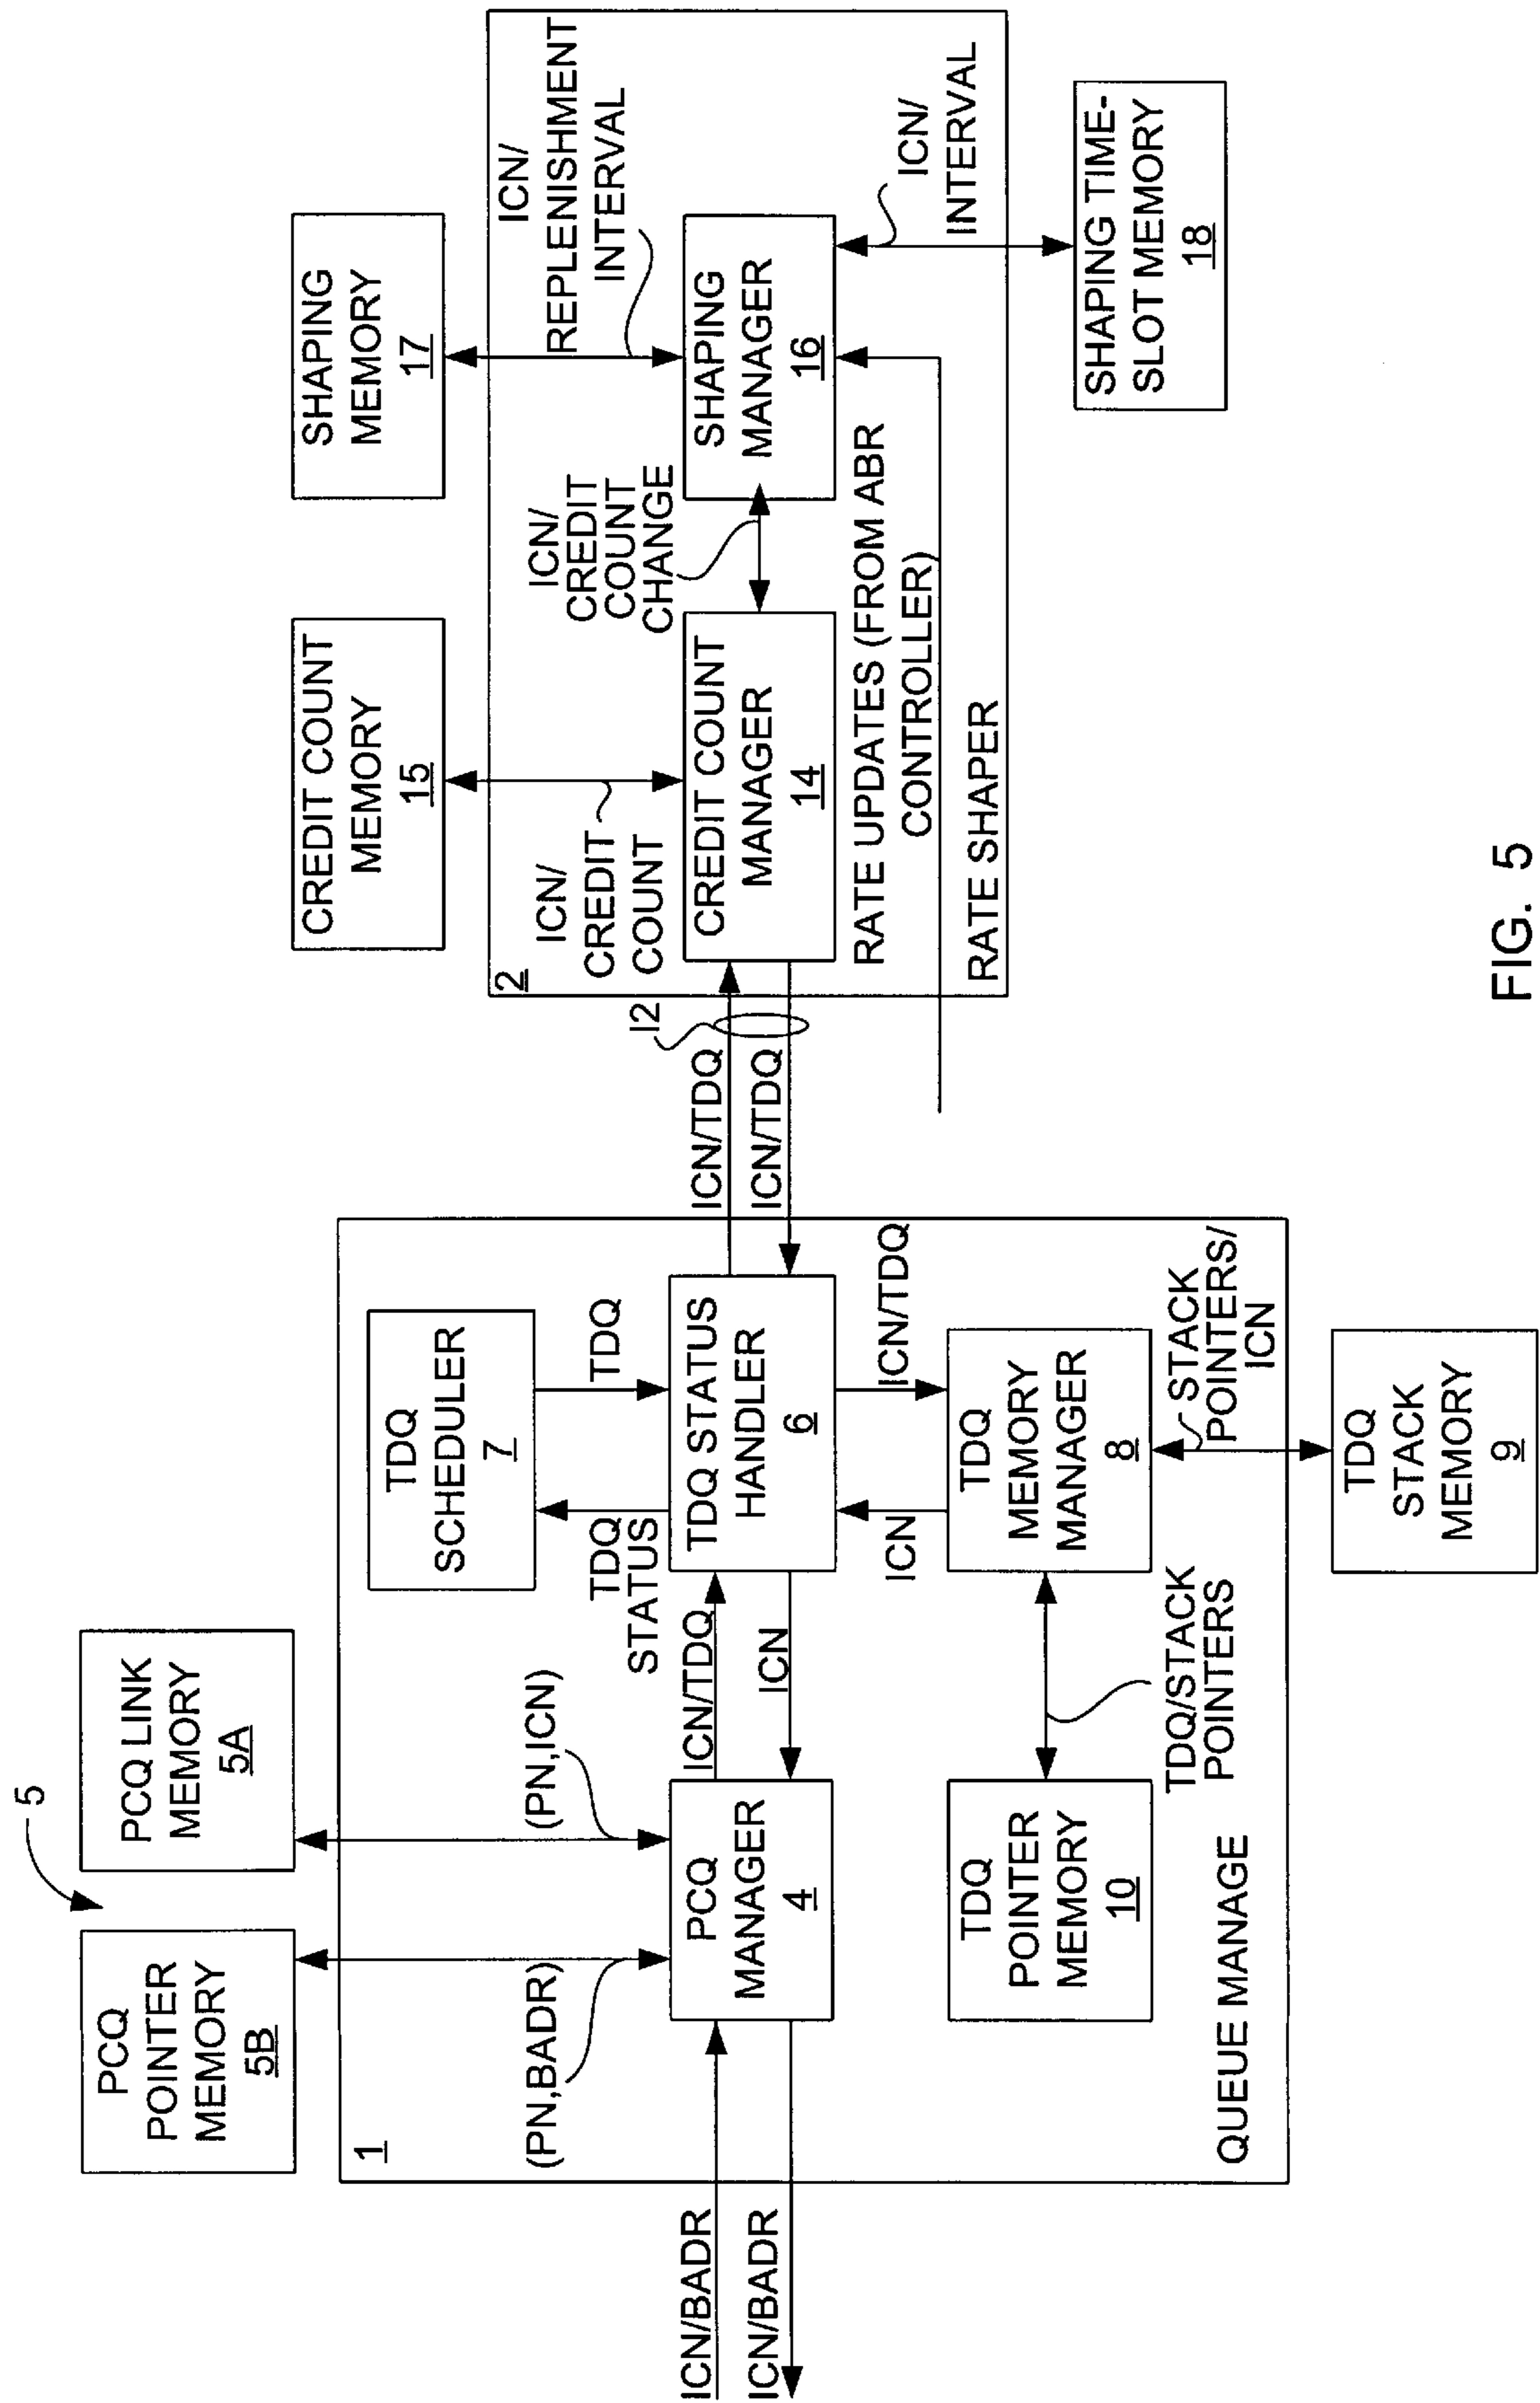 5
PCQ
POINTER
MEMORY
5B
PCQ LINK
MEMORY
5A
CREDIT COUNT
MEMORY
15
SHAPING
MEMORY
17
1
(PN,BADR)
(PN,ICN)
TDQ
SCHEDULER
7
TDQ
STATUS
TDQ
ICN/BADR
ICN/BADR
PCQ
MANAGER
4
ICN/TDQ
ICN
TDQ STATUS
HANDLER
6
ICN/TDQ
ICN/TDQ
I2
TDQ
POINTER
MEMORY
10
TDQ/STACK
POINTERS
ICN
ICN/TDQ
TDQ
MEMORY
MANAGER
8
STACK
POINTERS/
ICN
QUEUE MANAGE
TDQ
STACK
MEMORY
9
2
ICN/
CREDIT
COUNT
ICN/
CREDIT
COUNT
CHANGE
ICN/
REPLENISHMENT
INTERVAL
CREDIT COUNT
MANAGER
14
SHAPING
MANAGER
16
RATE UPDATES (FROM ABR
CONTROLLER)
ICN/
INTERVAL
RATE SHAPER
SHAPING TIME-
SLOT MEMORY
18
FIG. 5